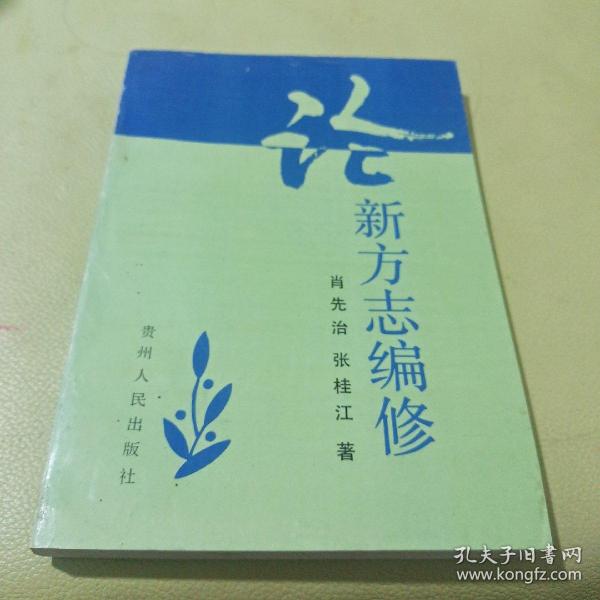 论
新方志编修
肖先治 张桂江 著
贵州人民出版社
孔夫子旧书网
www.kongfz.com